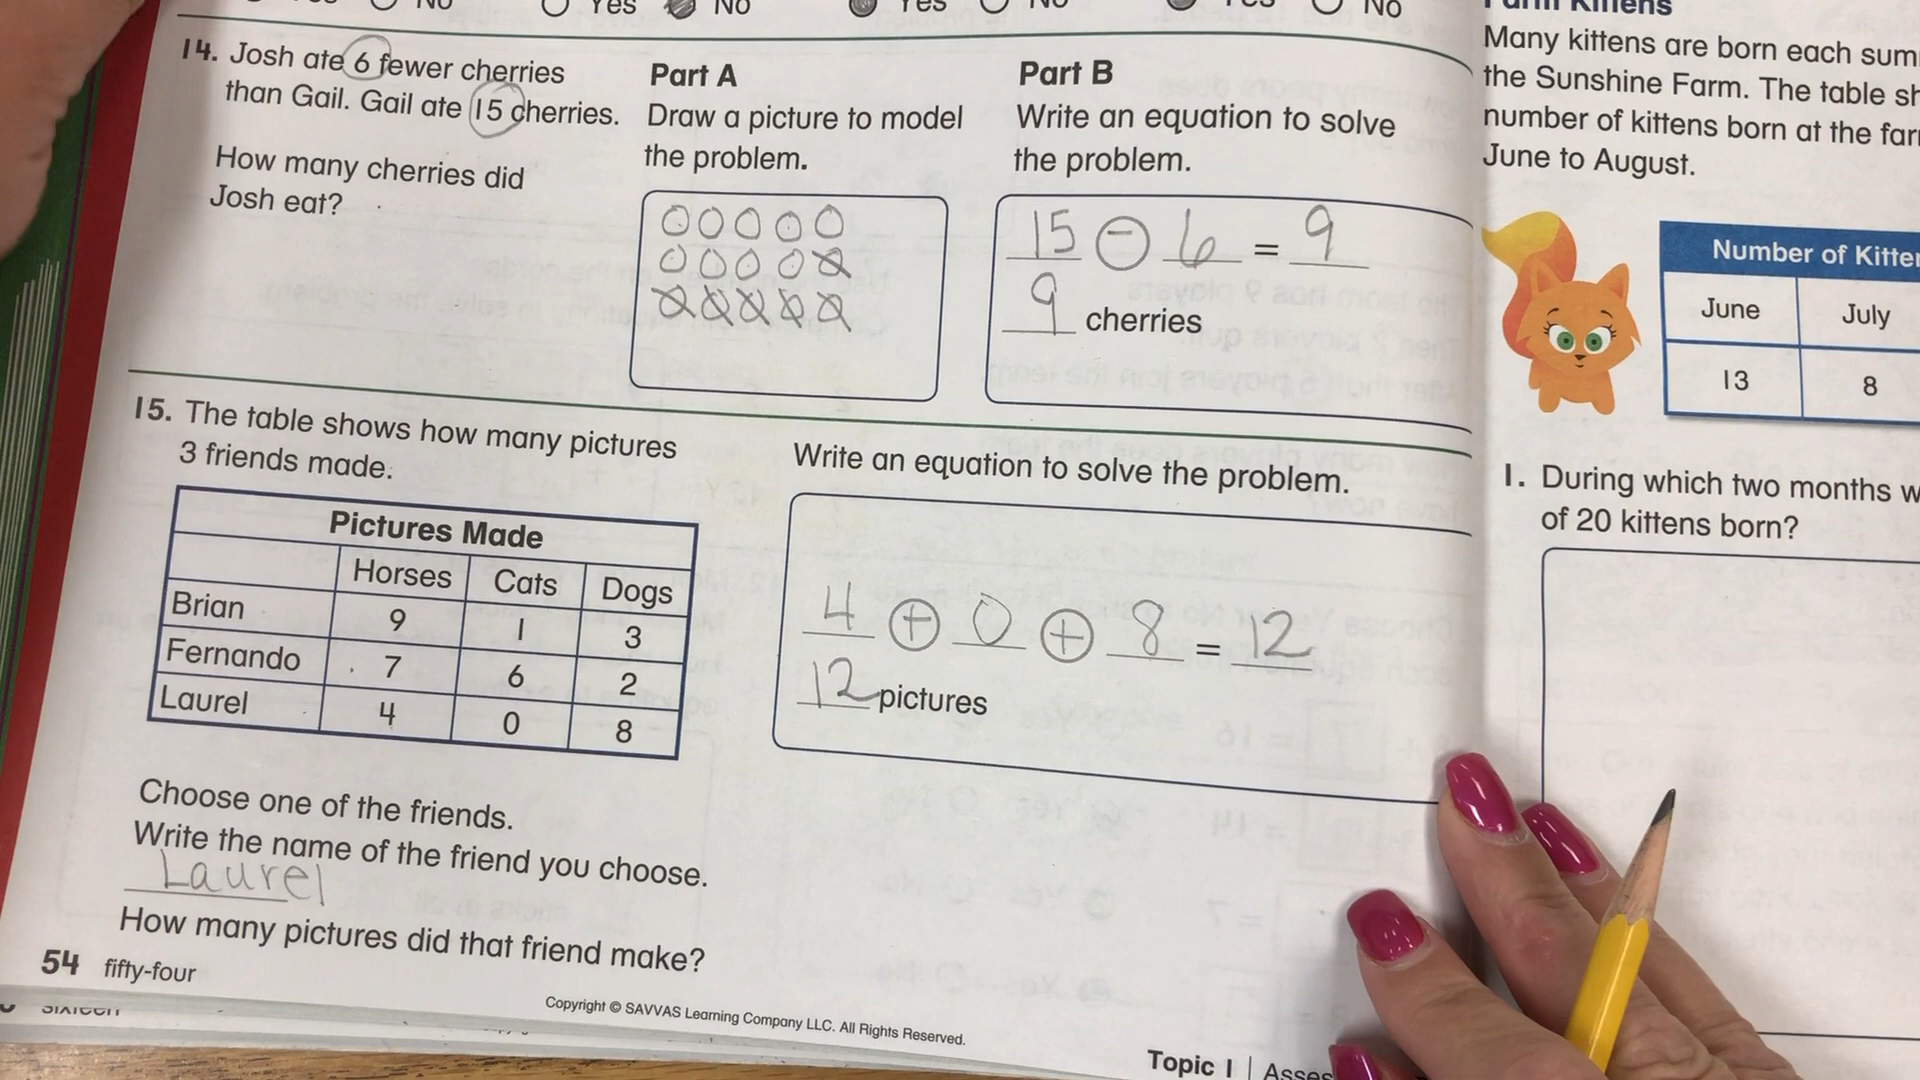 No
Yes
No
Yes
No
14. Josh ate 6 fewer cherries
than Gail. Gail ate 15 cherries.
How many cherries did
Josh eat?
Part A
Draw a picture to model
the problem.
Part B
Write an equation to solve
the problem.
15 - 6 = 9
9 cherries
15. The table shows how many pictures
3 friends made.
Pictures Made
Horses Cats Dogs
Brian 9 1 3
Fernando 7 6 2
Laurel 4 0 8
Choose one of the friends.
Write the name of the friend you choose.
Laurel
How many pictures did that friend make?
Write an equation to solve the problem.
4 + 0 + 8 = 12
12 pictures
54 fifty-four
sixteen
Copyright © SAVVAS Learning Company LLC. All Rights Reserved.
Topic 1 | Asses
Many kittens are born each sum
the Sunshine Farm. The table sh
number of kittens born at the far
June to August.
Number of Kitte
June July
13 8
1. During which two months w
of 20 kittens born?